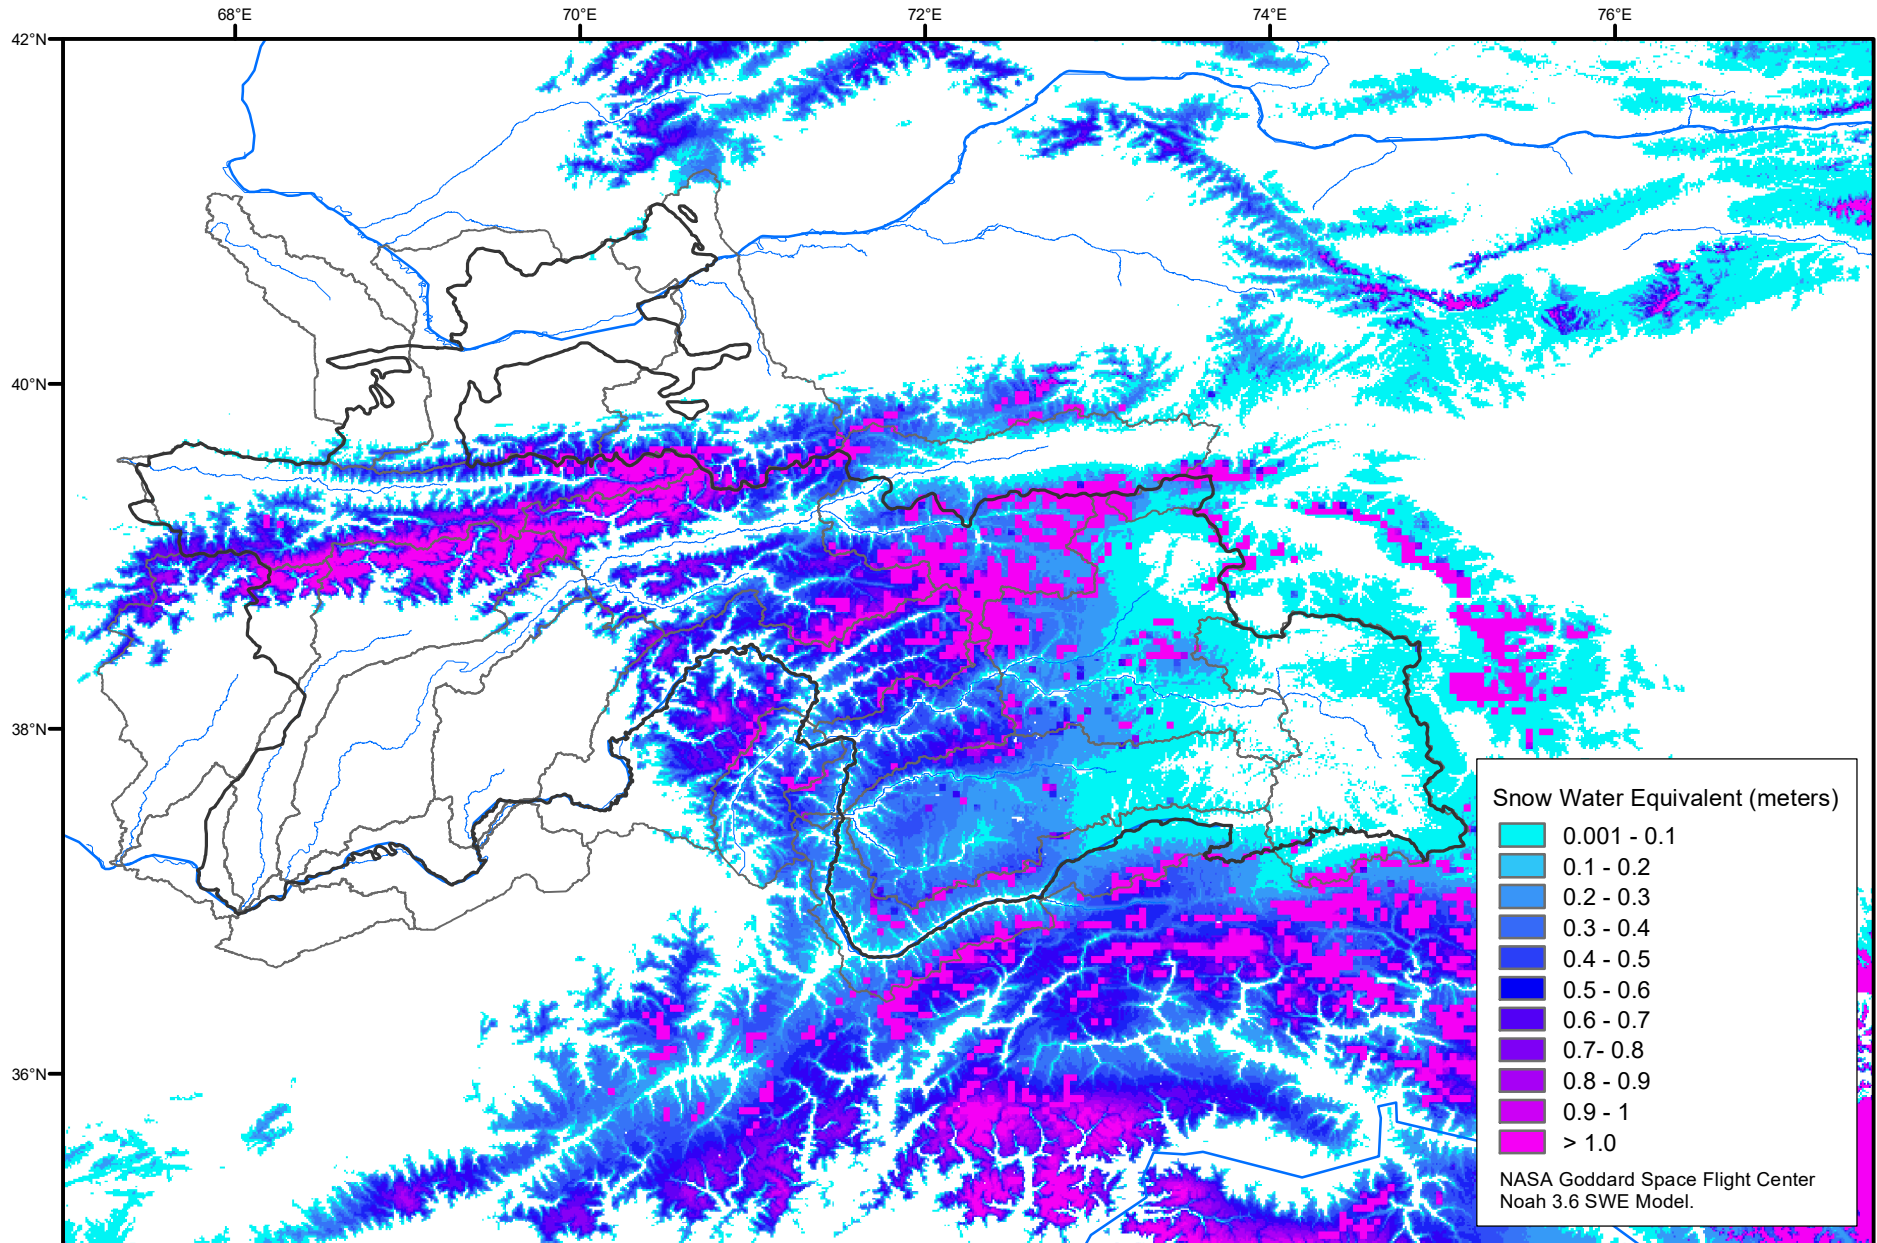 68°E 70°E 72°E 74°E 76°E
42°N
40°N
38°N
36°N
Snow Water Equivalent (meters)
0.001 - 0.1
0.1 - 0.2
0.2 - 0.3
0.3 - 0.4
0.4 - 0.5
0.5 - 0.6
0.6 - 0.7
0.7- 0.8
0.8 - 0.9
0.9 - 1
> 1.0
NASA Goddard Space Flight Center
Noah 3.6 SWE Model.